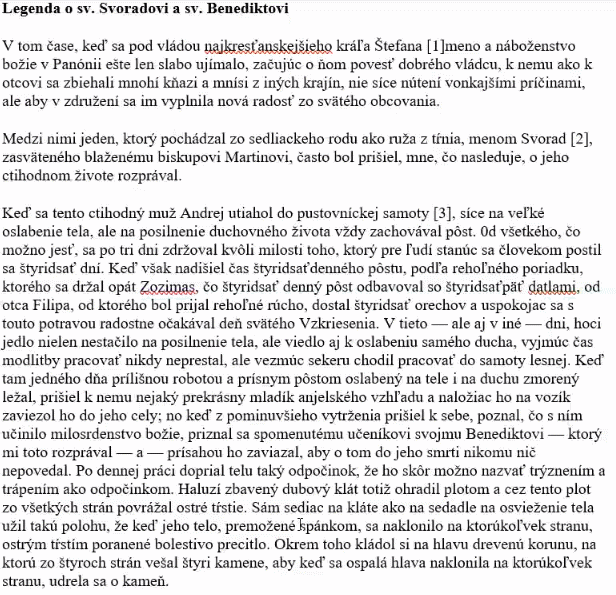 Legenda o sv. Svoradovi a sv. Benediktovi
V tom čase, keď sa pod vládou najkresťanskejšieho kráľa Štefana [1]meno a náboženstvo
božie v Panónii ešte len slabo ujímalo, začujúc o ňom povesť dobrého vládcu, k nemu ako k
otcovi sa zbiehali mnohí kňazi a mnísi z iných krajín, nie síce nútení vonkajšími príčinami,
ale aby v združení sa im vyplnila nová radosť zo svätého obcovania.
Medzi nimi jeden, ktorý pochádzal zo sedliackeho rodu ako ruža z tŕnia, menom Svorad [2],
zasväteného blaženému biskupovi Martinovi, často bol prišiel, mne, čo nasleduje, o jeho
ctihodnom živote rozprával.
Keď sa tento ctihodný muž Andrej utiahol do pustovníckej samoty [3], síce na veľké
oslabenie tela, ale na posilnenie duchovného života vždy zachovával pôst. 0d všetkého, čo
možno jesť, sa po tri dni zdržoval kvôli milosti toho, ktorý pre ľudí stanúc sa človekom postil
sa štyridsať dní. Keď však nadišiel čas štyridsaťdenného pôstu, podľa rehoľného poriadku,
ktorého sa držal opát Zozimas, čo štyridsať denný pôst odbavoval so štyridsaťpäť datlami, od
otca Filipa, od ktorého bol prijal rehoľné rúcho, dostal štyridsať orechov a uspokojac sa s
touto potravou radostne očakával deň svätého Vzkriesenia. V tieto — ale aj v iné — dni, hoci
jedlo nielen nestačilo na posilnenie tela, ale viedlo aj k oslabeniu samého ducha, vyjmúc čas
modlitby pracovať nikdy neprestal, ale vezmúc sekeru chodil pracovať do samoty lesnej. Keď
tam jedného dňa prílišnou robotou a prísnym pôstom oslabený na tele i na duchu zmorený
ležal, prišiel k nemu nejaký prekrásny mladík anjelského vzhľadu a naložiac ho na vozík
zaviezol ho do jeho cely; no keď z pominuvšieho vytrženia prišiel k sebe, poznal, čo s ním
učinilo milosrdenstvo božie, priznal sa spomenutému učeníkovi svojmu Benediktovi — ktorý
mi toto rozprával — a — prísahou ho zaviazal, aby o tom do jeho smrti nikomu nič
nepovedal. Po dennej práci doprial telu taký odpočinok, že ho skôr možno nazvať trýznením a
trápením ako odpočinkom. Haluzí zbavený dubový klát totiž ohradil plotom a cez tento plot
zo všetkých strán povrážal ostré tŕstie. Sám sediac na kláte ako na sedadle na osvieženie tela
užil takú polohu, že keď jeho telo, premožené spánkom, sa naklonilo na ktorúkoľvek stranu,
ostrým tŕstím poranené bolestivo precitlo. Okrem toho kládol si na hlavu drevenú korunu, na
ktorú zo štyroch strán vešal štyri kamene, aby keď sa ospalá hlava naklonila na ktorúkoľvek
stranu, udrela sa o kameň.